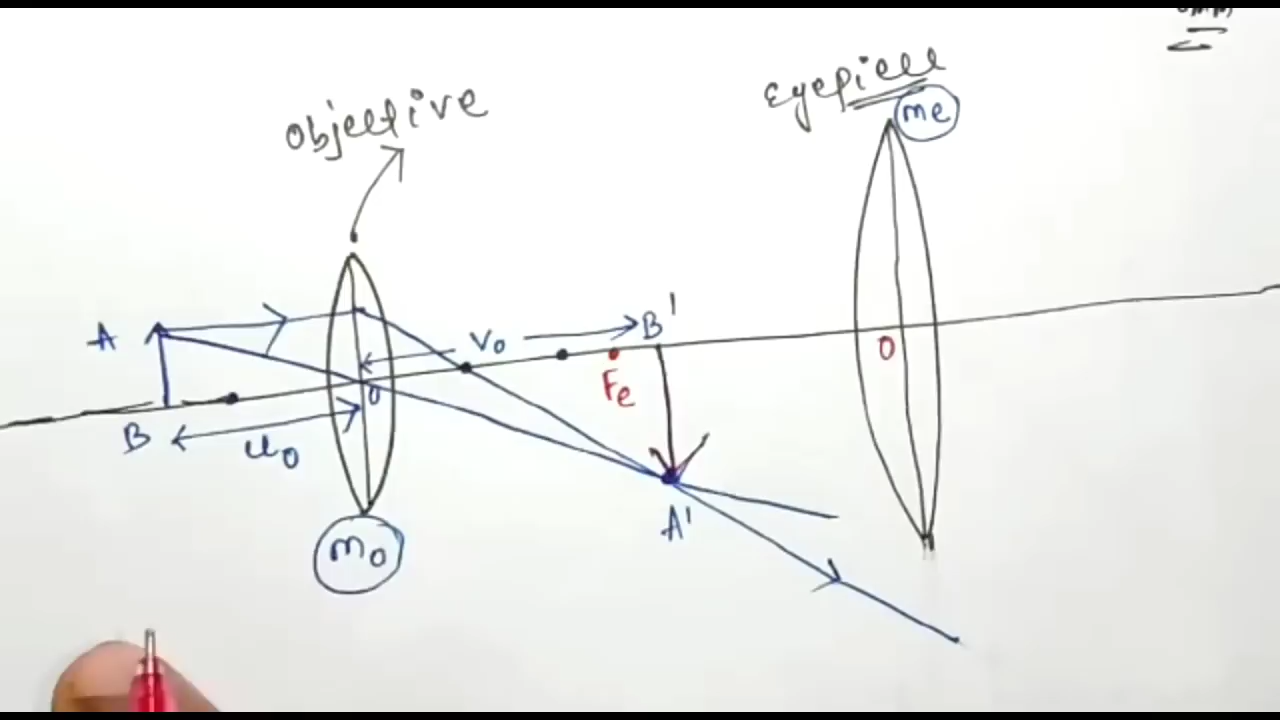 Objective
Eyepiece
me
A
B
u₀
v₀
B'
Fe
O
o
A'
m₀